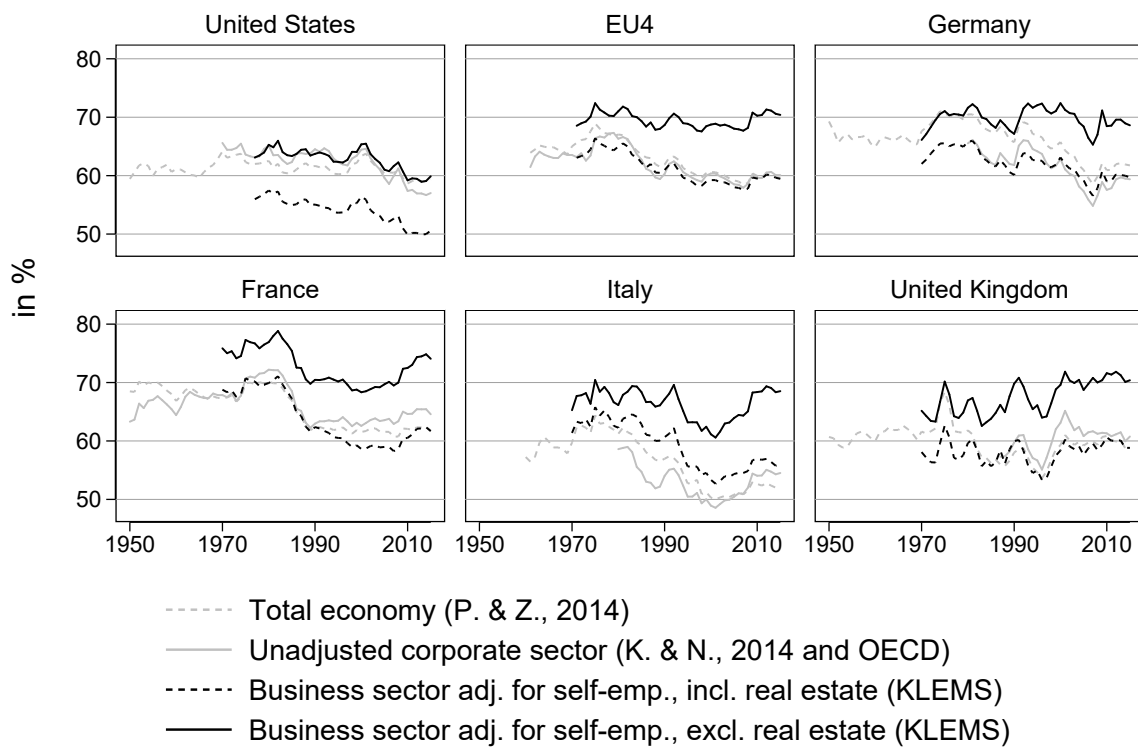 United States EU4 Germany
80
70
60
50
in %
France Italy United Kingdom
80
70
60
50
1950 1970 1990 2010 1950 1970 1990 2010 1950 1970 1990 2010
Total economy (P. & Z., 2014)
Unadjusted corporate sector (K. & N., 2014 and OECD)
Business sector adj. for self-emp., incl. real estate (KLEMS)
Business sector adj. for self-emp., excl. real estate (KLEMS)